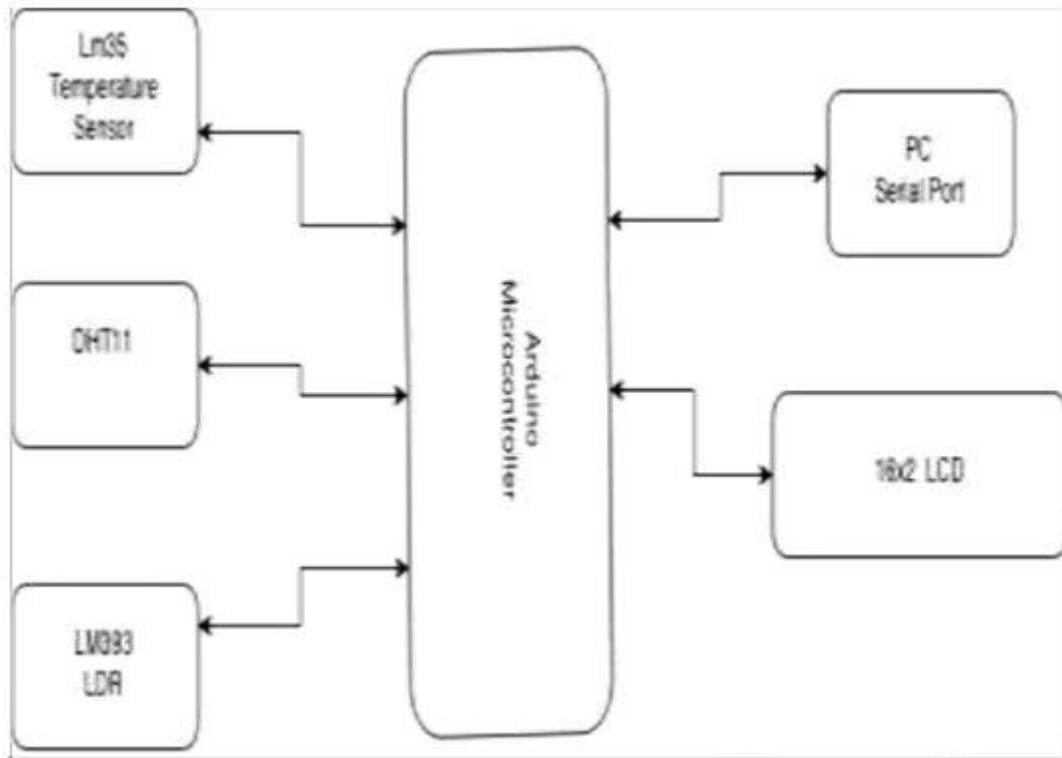 Lm35
Temperature
Sensor
DHT11
LM393
LDR
Arduino
Microcontroller
PC
Serial Port
16x2 LCD